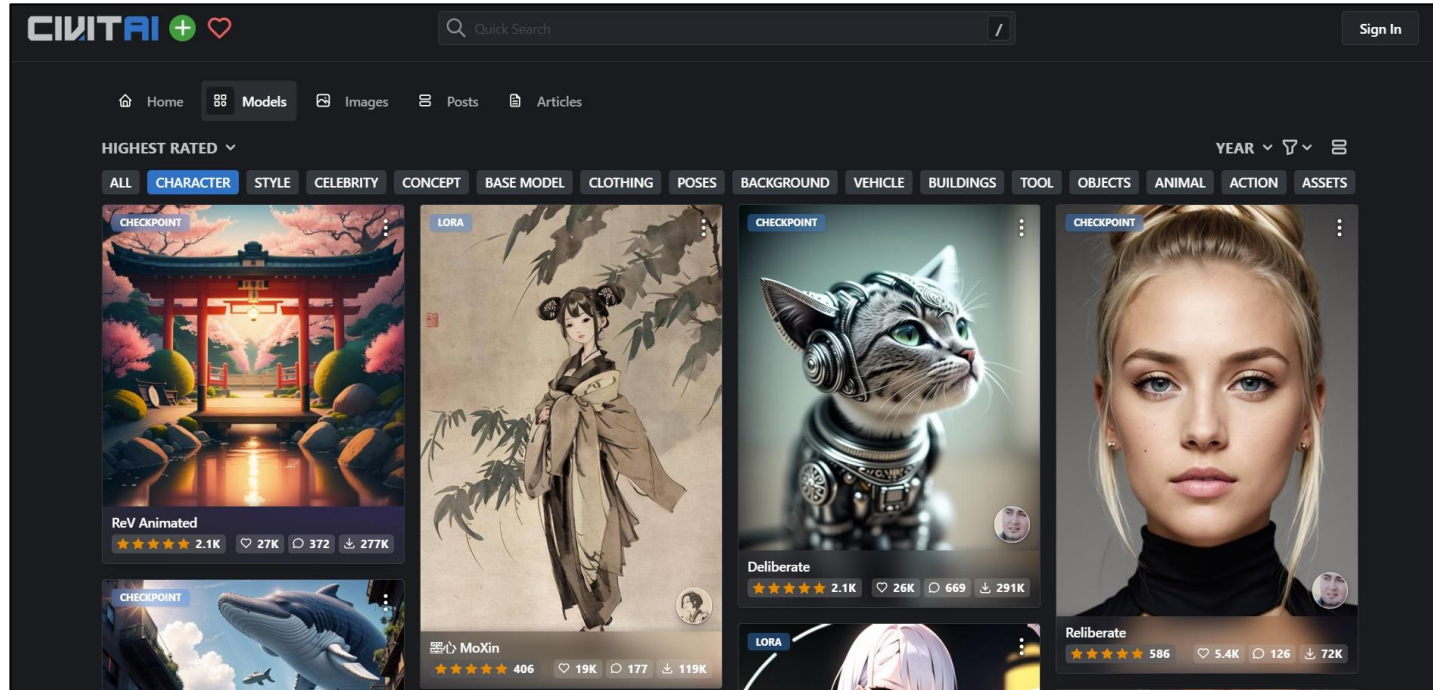 CIVITAI
Quick Search
/
Sign In
Home
Models
Images
Posts
Articles
HIGHEST RATED
YEAR
ALL CHARACTER STYLE CELEBRITY CONCEPT BASE MODEL CLOTHING POSES BACKGROUND VEHICLE BUILDINGS TOOL OBJECTS ANIMAL ACTION ASSETS
CHECKPOINT
ReV Animated
2.1K 27K 372 277K
LORA
墨心 MoXin
406 19K 177 119K
CHECKPOINT
Deliberate
2.1K 26K 669 291K
CHECKPOINT
Reliberate
586 5.4K 126 72K
CHECKPOINT
LORA